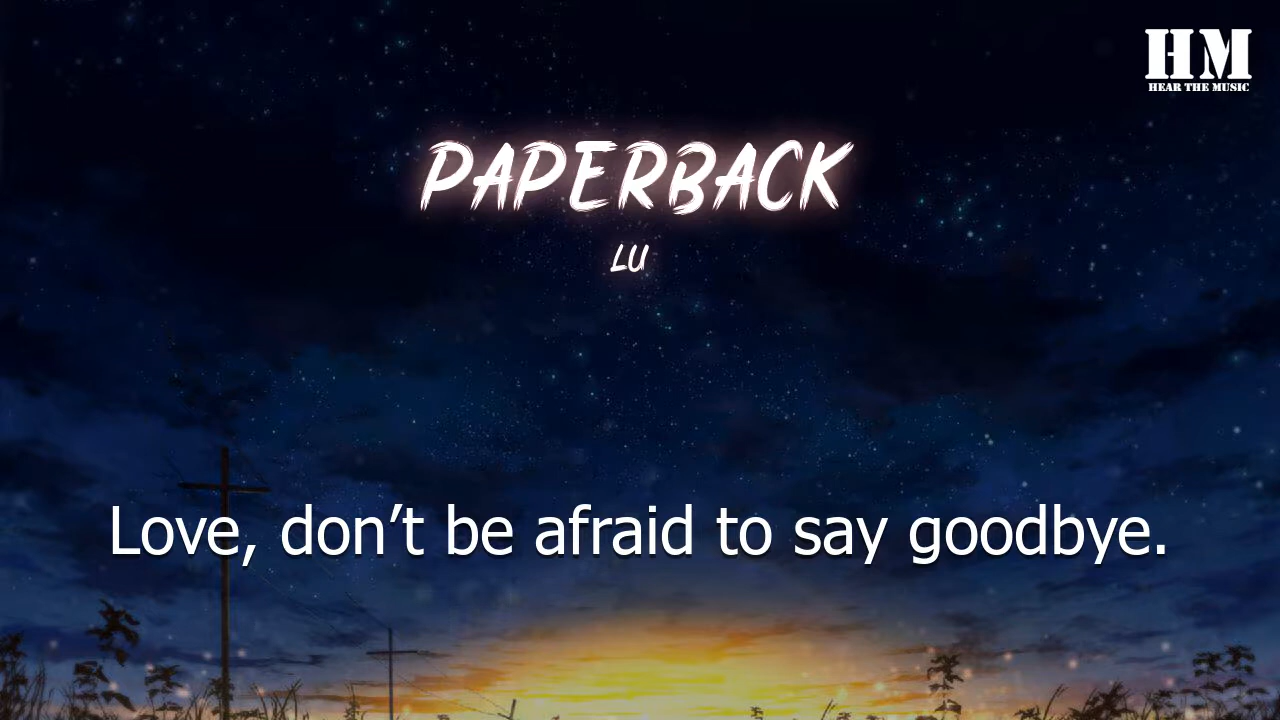 HM
HEAR THE MUSIC
PAPERBACK
LU
Love, don’t be afraid to say goodbye.